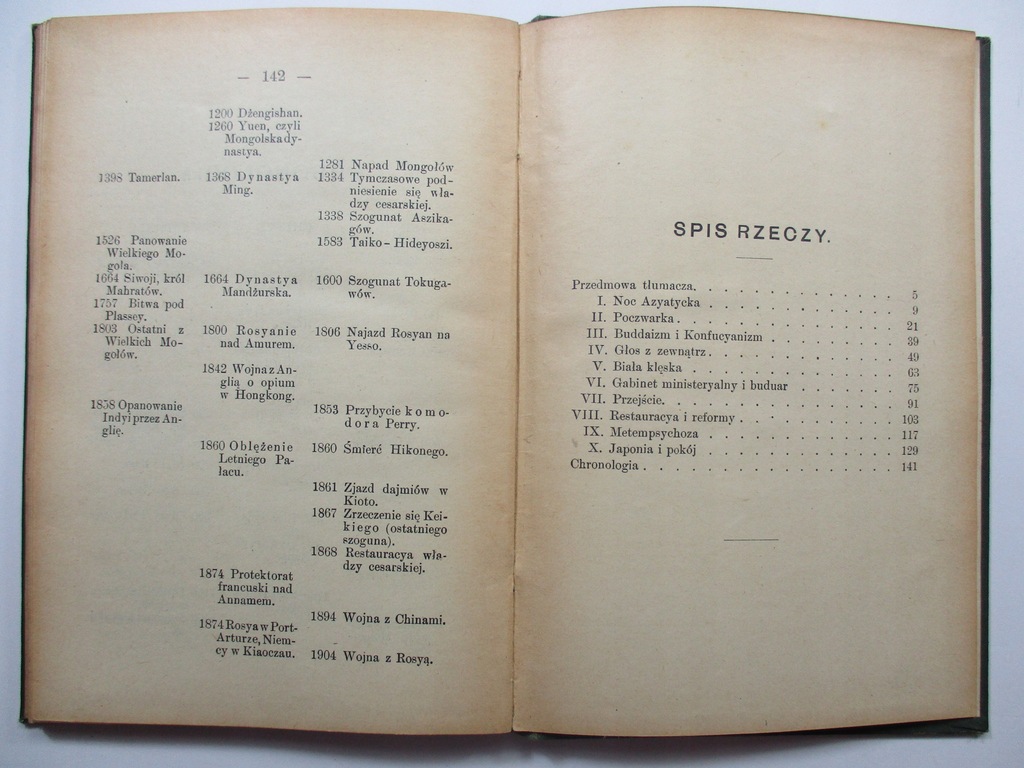 — 142 —
1200 Dżengishan.
1260 Yuen, czyli
Mongolska dy-
nastya.
1398 Tamerlan.
1368 Dynastya
Ming.
1281 Napad Mongołów
1334 Tymczasowe pod-
niesienie się wła-
dzy cesarskiej.
1338 Szogunat Aszika-
gów.
1526 Panowanie
Wielkiego Mo-
goła.
1583 Taiko - Hideyoszi.
1664 Siwoji, król
Mahratów.
1664 Dynastya
Mandżurska.
1600 Szogunat Tokuga-
wów.
1757 Bitwa pod
Plassey.
1803 Ostatni z
Wielkich Mo-
gołów.
1800 Rosyanie
nad Amurem.
1806 Najazd Rosyan na
Yesso.
1842 Wojna z An-
glią o opium
w Hongkong.
1858 Opanowanie
Indyi przez An-
glię.
1853 Przybycie komo-
dora Perry.
1860 Oblężenie
Letniego Pa-
łacu.
1860 Śmierć Hikonego.
1861 Zjazd dajmiów w
Kioto.
1867 Zrzeczenie się Kei-
kiego (ostatniego
szoguna).
1868 Restauracya wła-
dzy cesarskiej.
1874 Protektorat
francuski nad
Annamem.
1894 Wojna z Chinami.
1874 Rosya w Port-
Arturze, Niem-
cy w Kiaoczau.
1904 Wojna z Rosyą.
SPIS RZECZY.
Przedmowa tłumacza. . . . . . . . . . . . 5
I. Noc Azyatycka . . . . . . . . . . . 9
II. Poczwarka . . . . . . . . . . . . 21
III. Buddaizm i Konfucyanizm . . . . . . . . 39
IV. Głos z zewnątrz . . . . . . . . . . . 49
V. Biała klęska . . . . . . . . . . . 63
VI. Gabinet ministeryalny i buduar . . . . . . . 75
VII. Przejście. . . . . . . . . . . . . 91
VIII. Restauracya i reformy . . . . . . . . . 103
IX. Metempsychoza . . . . . . . . . . . 117
X. Japonia i pokój . . . . . . . . . . . 129
Chronologia . . . . . . . . . . . . . . 141